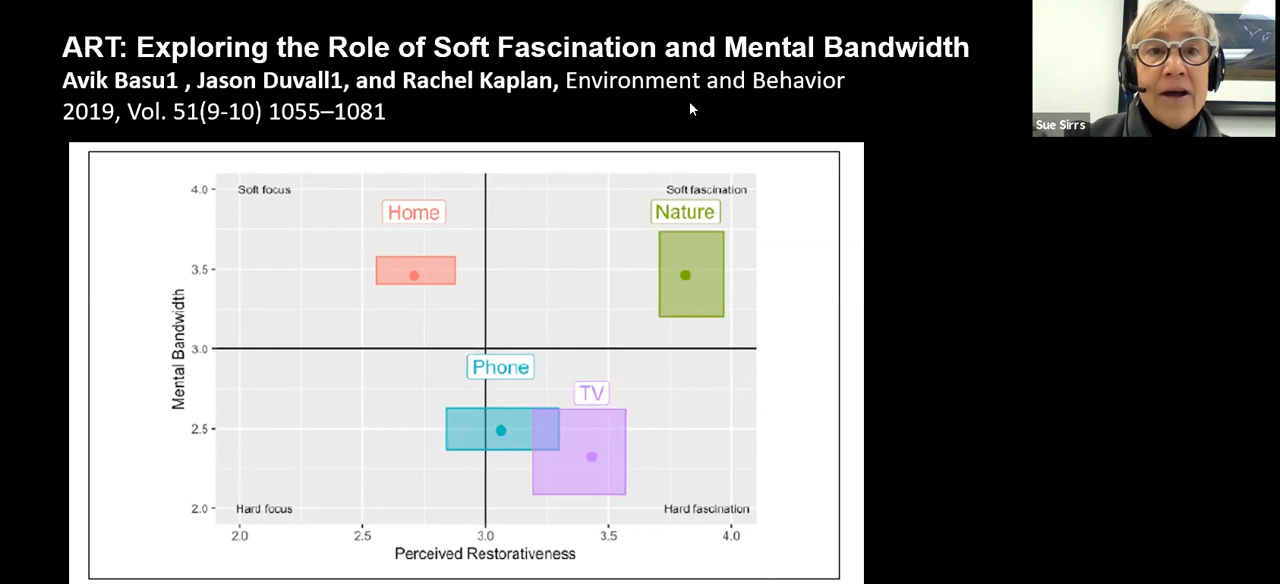 ART: Exploring the Role of Soft Fascination and Mental Bandwidth
Avik Basu1 , Jason Duvall1, and Rachel Kaplan, Environment and Behavior
2019, Vol. 51(9-10) 1055–1081
Sue Sirrs
4.0
Soft focus
Soft fascination
Home
Nature
3.5
Mental Bandwidth
3.0
Phone
TV
2.5
2.0
Hard focus
Hard fascination
2.0 2.5 3.0 3.5 4.0
Perceived Restorativeness